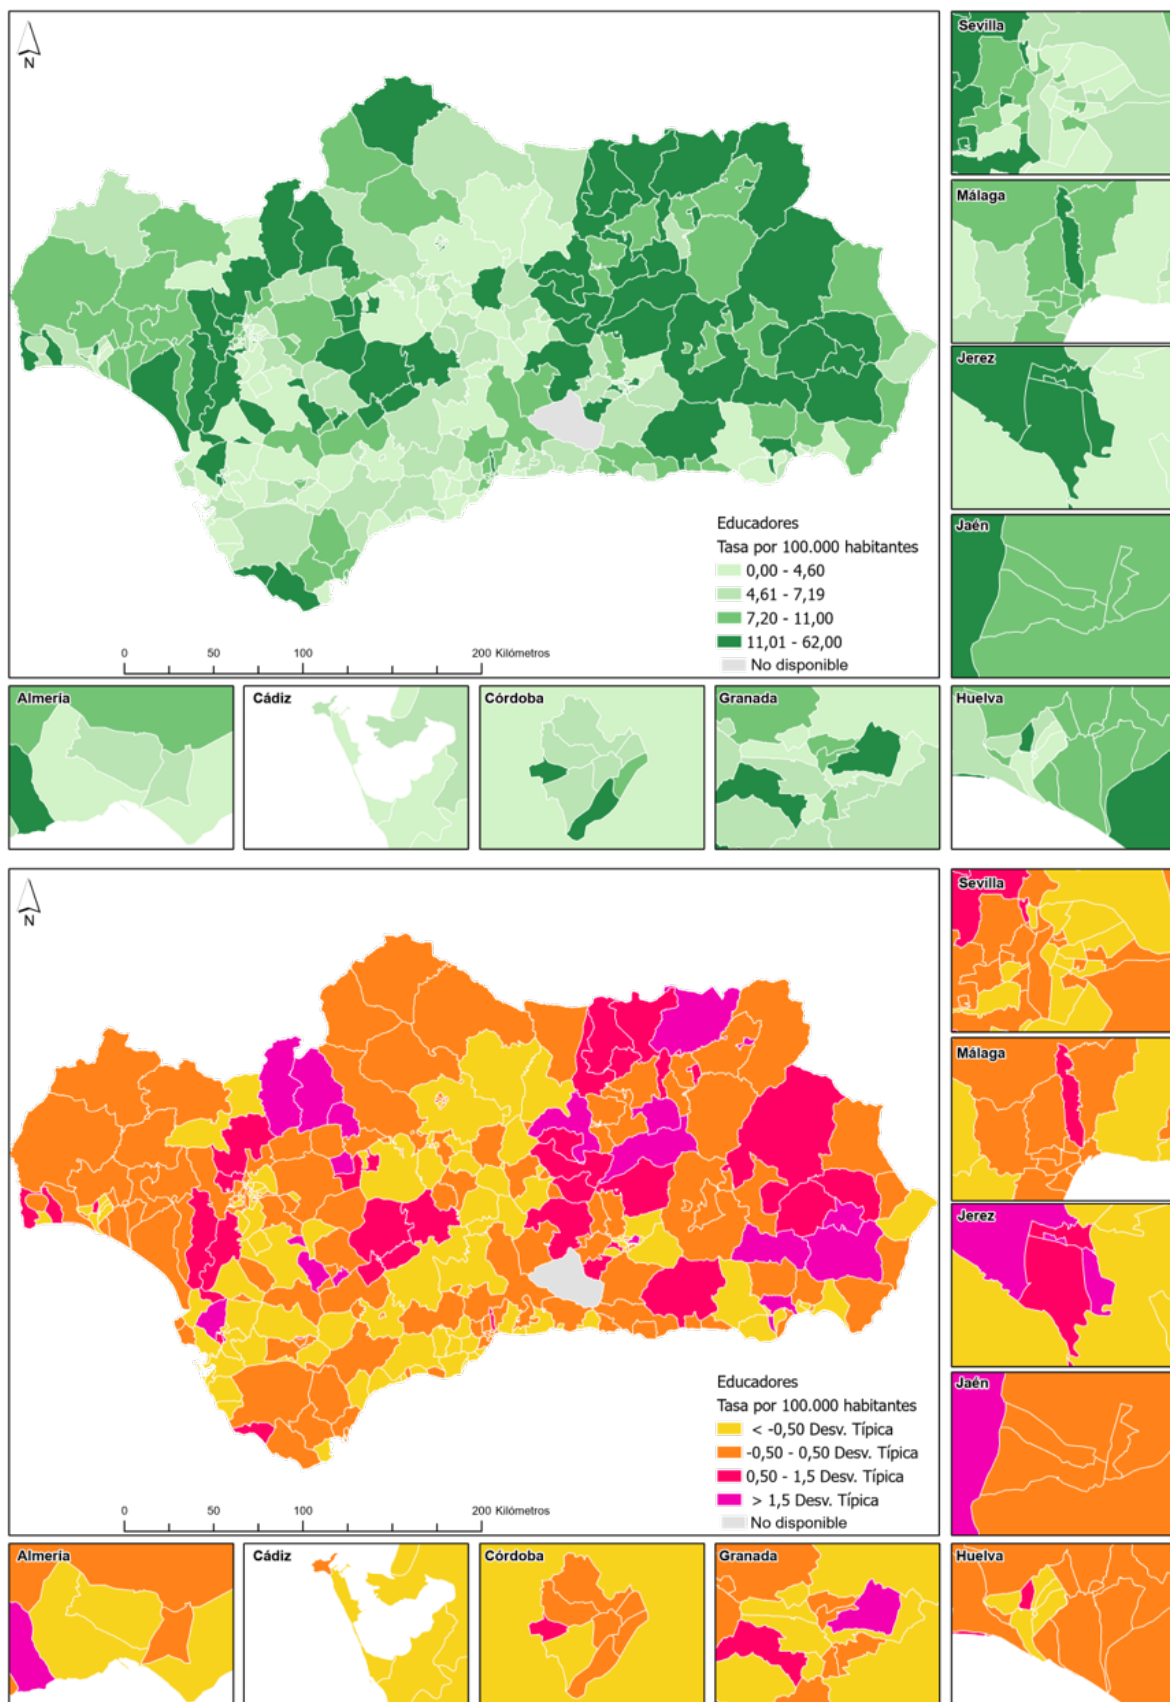 N
Sevilla
Málaga
Jerez
Jaén
Educadores
Tasa por 100.000 habitantes
0,00 - 4,60
4,61 - 7,19
7,20 - 11,00
11,01 - 62,00
No disponible
0 50 100 200 Kilómetros
Almería
Cádiz
Córdoba
Granada
Huelva
N
Sevilla
Málaga
Jerez
Jaén
Educadores
Tasa por 100.000 habitantes
< -0,50 Desv. Típica
-0,50 - 0,50 Desv. Típica
0,50 - 1,5 Desv. Típica
> 1,5 Desv. Típica
No disponible
0 50 100 200 Kilómetros
Almería
Cádiz
Córdoba
Granada
Huelva